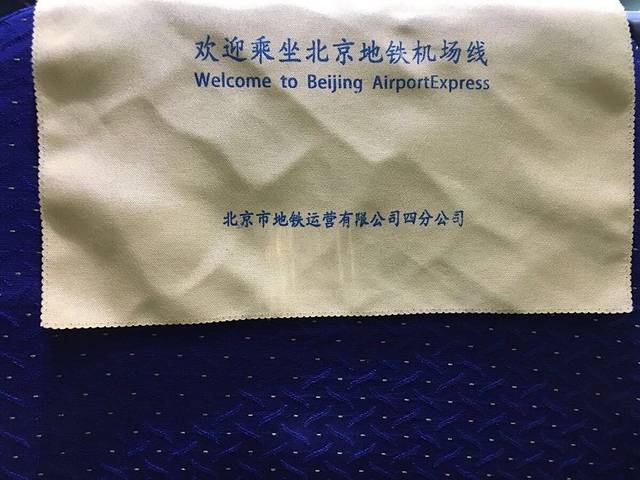 欢迎乘坐北京地铁机场线
Welcome to Beijing AirportExpress
北京市地铁运营有限公司四分公司